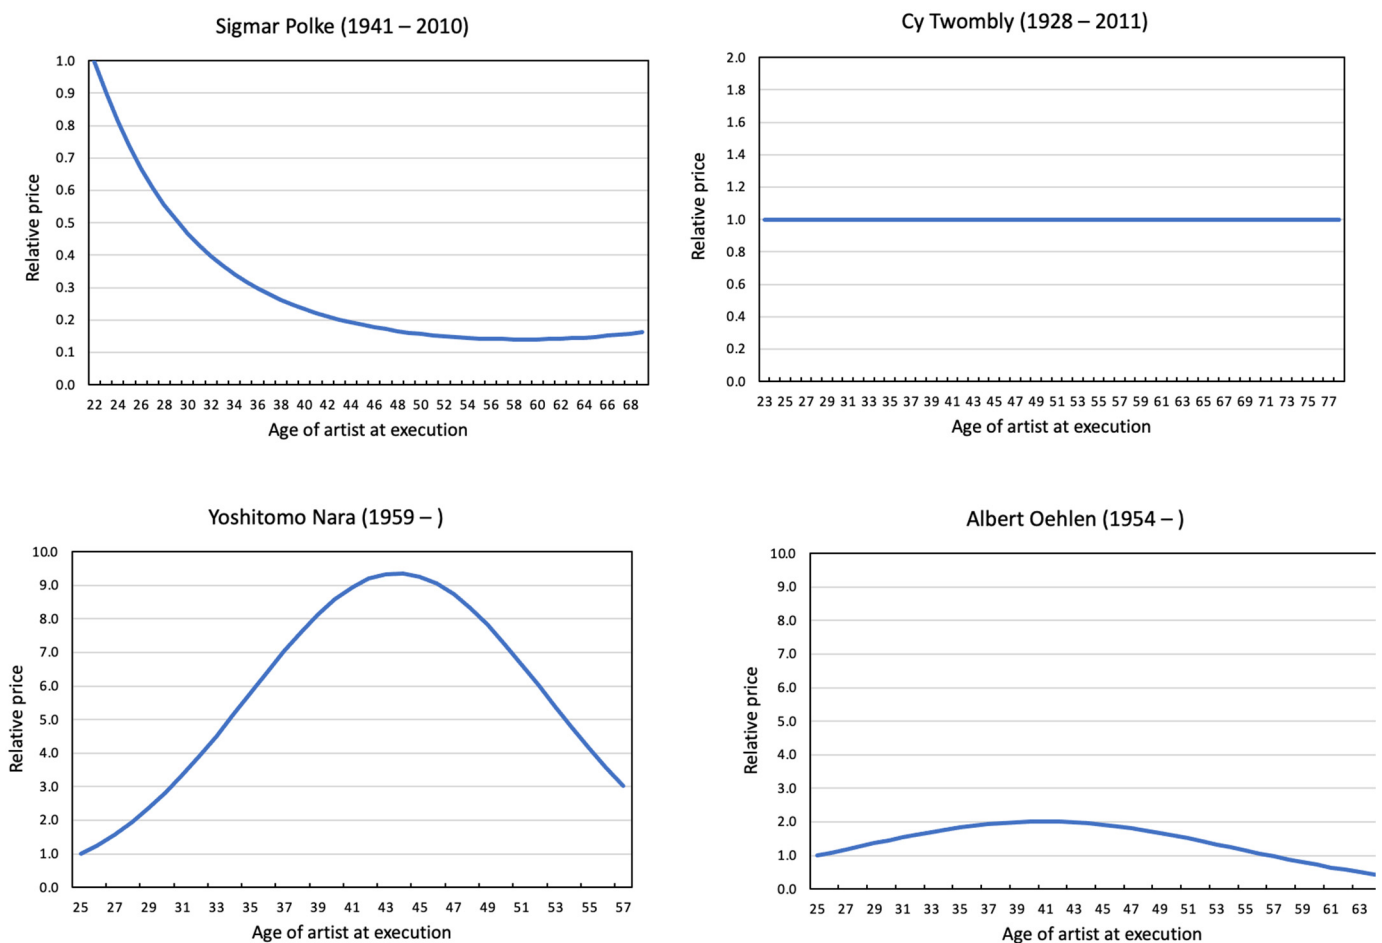 Sigmar Polke (1941 – 2010)
1.0
0.9
0.8
0.7
0.6
0.5
0.4
0.3
0.2
0.1
0.0
Relative price
22 24 26 28 30 32 34 36 38 40 42 44 46 48 50 52 54 56 58 60 62 64 66 68
Age of artist at execution
Cy Twombly (1928 – 2011)
2.0
1.8
1.6
1.4
1.2
1.0
0.8
0.6
0.4
0.2
0.0
Relative price
23 25 27 29 31 33 35 37 39 41 43 45 47 49 51 53 55 57 59 61 63 65 67 69 71 73 75 77
Age of artist at execution
Yoshitomo Nara (1959 – )
10.0
9.0
8.0
7.0
6.0
5.0
4.0
3.0
2.0
1.0
0.0
Relative price
25 27 29 31 33 35 37 39 41 43 45 47 49 51 53 55 57
Age of artist at execution
Albert Oehlen (1954 – )
10.0
9.0
8.0
7.0
6.0
5.0
4.0
3.0
2.0
1.0
0.0
Relative price
25 27 29 31 33 35 37 39 41 43 45 47 49 51 53 55 57 59 61 63
Age of artist at execution